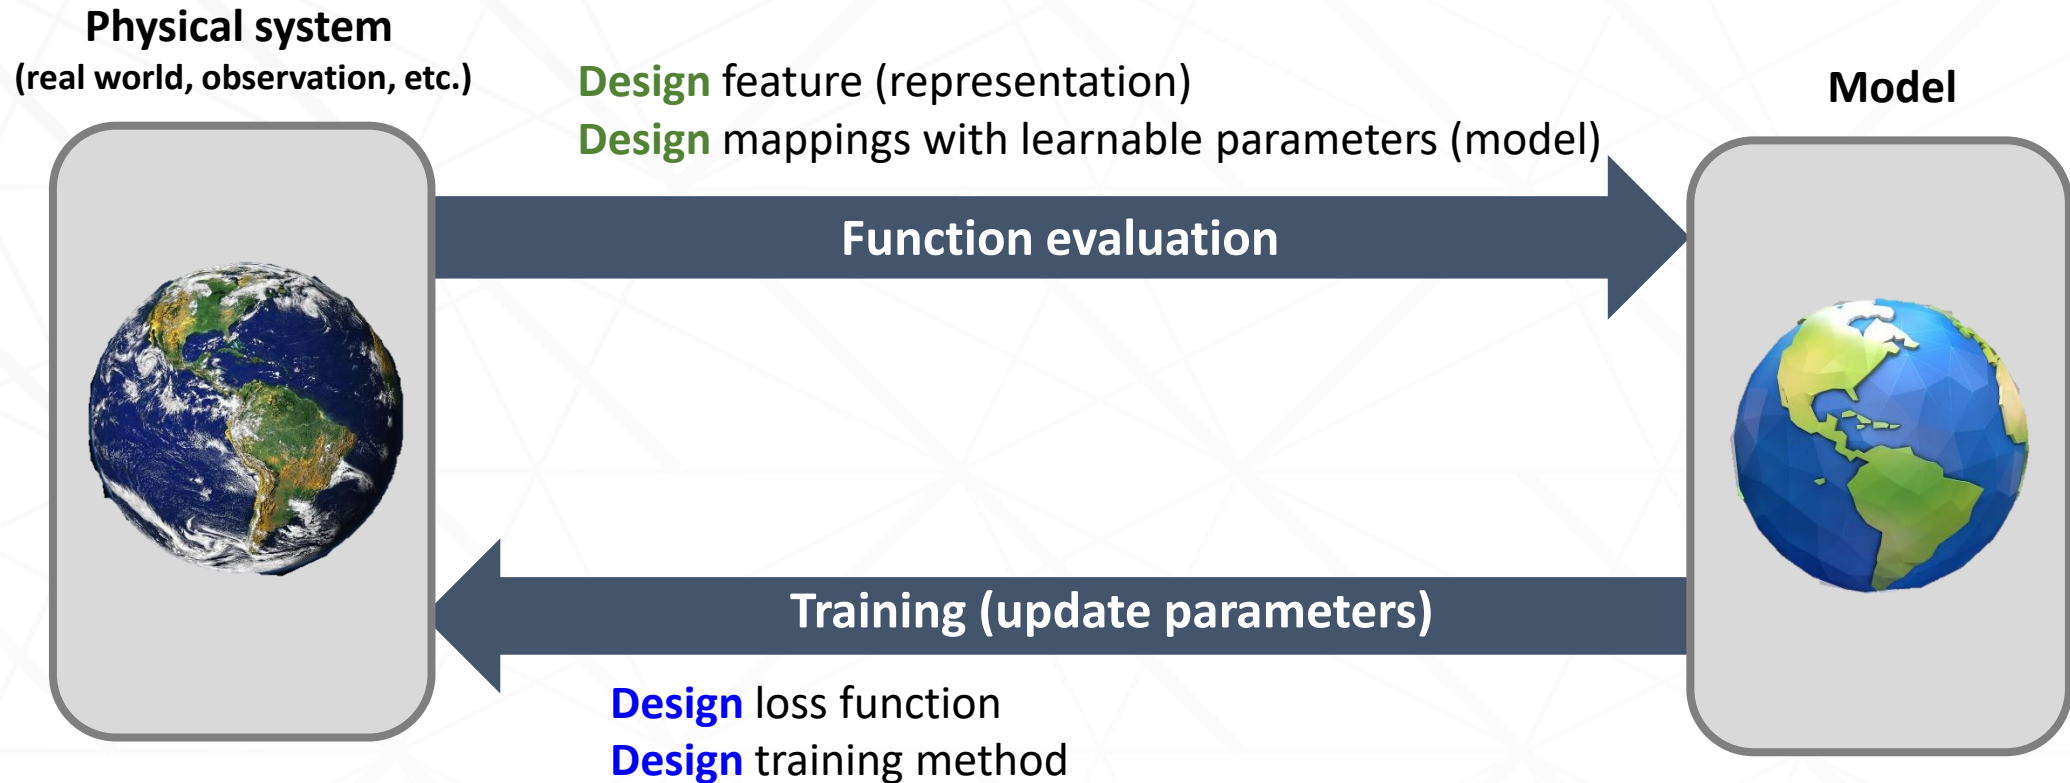 Physical system
(real world, observation, etc.)
Design feature (representation)
Design mappings with learnable parameters (model)
Model
Function evaluation
Training (update parameters)
Design loss function
Design training method